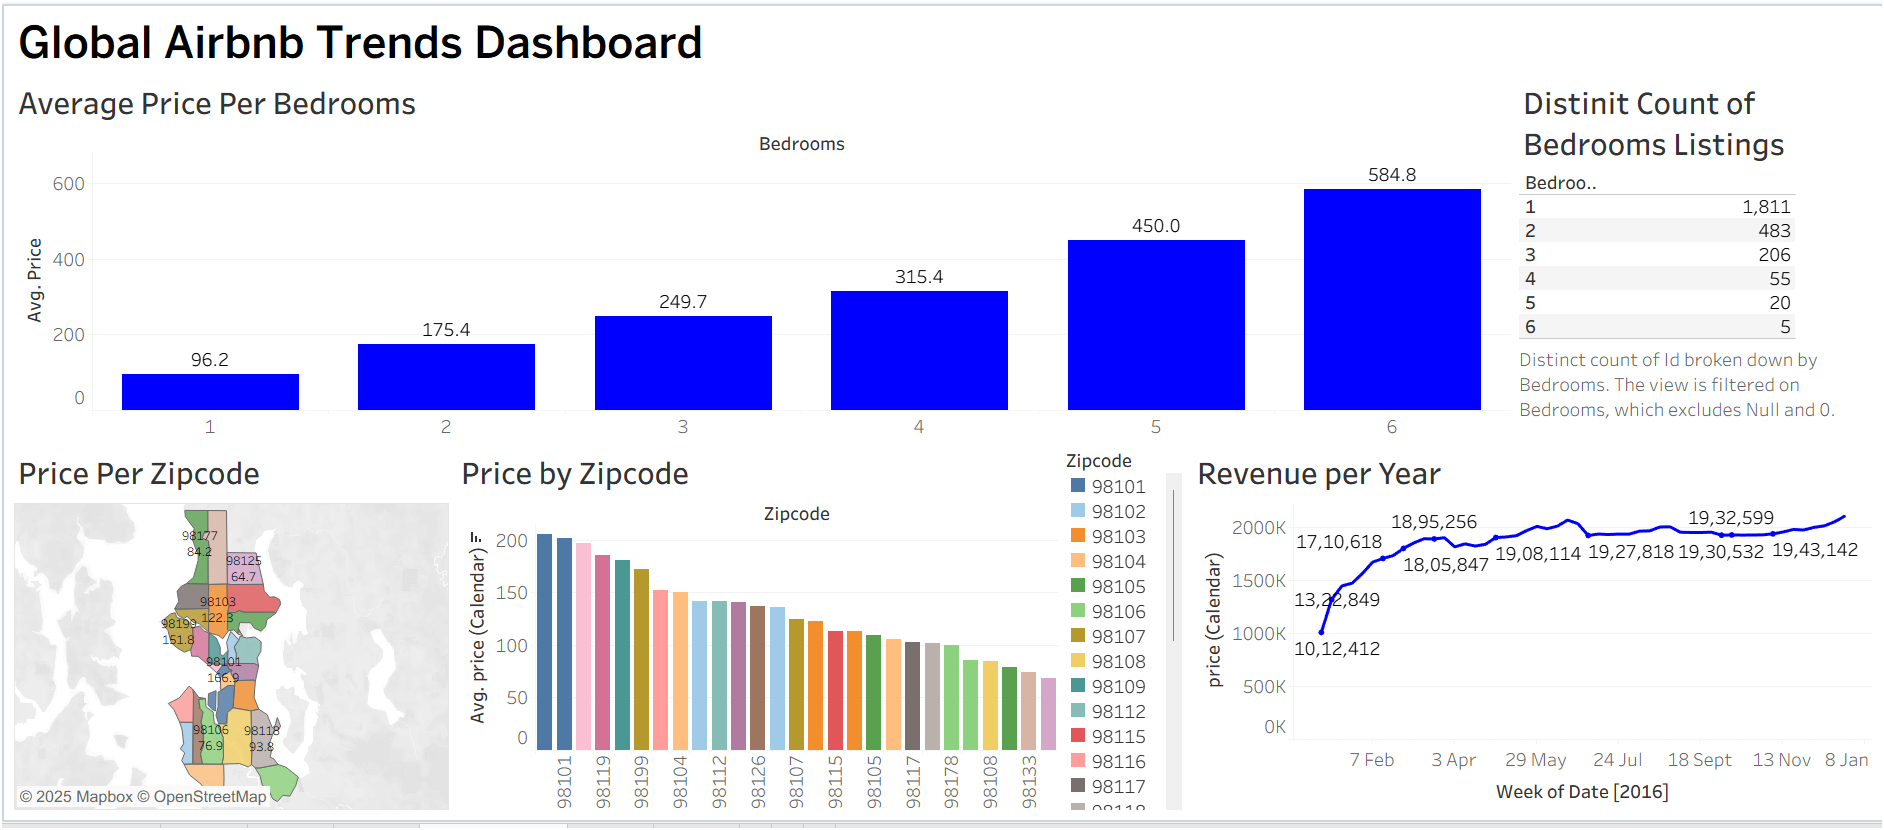 Global Airbnb Trends Dashboard
Average Price Per Bedrooms
Bedrooms
Avg. Price
600
400
200
0
96.2
175.4
249.7
315.4
450.0
584.8
1
2
3
4
5
6
Distinit Count of
Bedrooms Listings
Bedroo..
1 1,811
2 483
3 206
4 55
5 20
6 5
Distinct count of Id broken down by
Bedrooms. The view is filtered on
Bedrooms, which excludes Null and 0.
Price Per Zipcode
98177
84.2
98125
64.7
98103
122.3
98199
151.8
98101
166.9
98106
76.9
98118
93.8
© 2025 Mapbox © OpenStreetMap
Price by Zipcode
Zipcode
Avg. price (Calendar)
200
150
100
50
0
98101
98119
98199
98104
98112
98126
98107
98115
98105
98117
98178
98108
98133
Zipcode
98101
98102
98103
98104
98105
98106
98107
98108
98109
98112
98115
98116
98117
98118
Revenue per Year
price (Calendar)
2000K
1500K
1000K
500K
0K
10,12,412
13,22,849
17,10,618
18,05,847
18,95,256
19,08,114
19,27,818
19,32,599
19,30,532
19,43,142
7 Feb
3 Apr
29 May
24 Jul
18 Sept
13 Nov
8 Jan
Week of Date [2016]